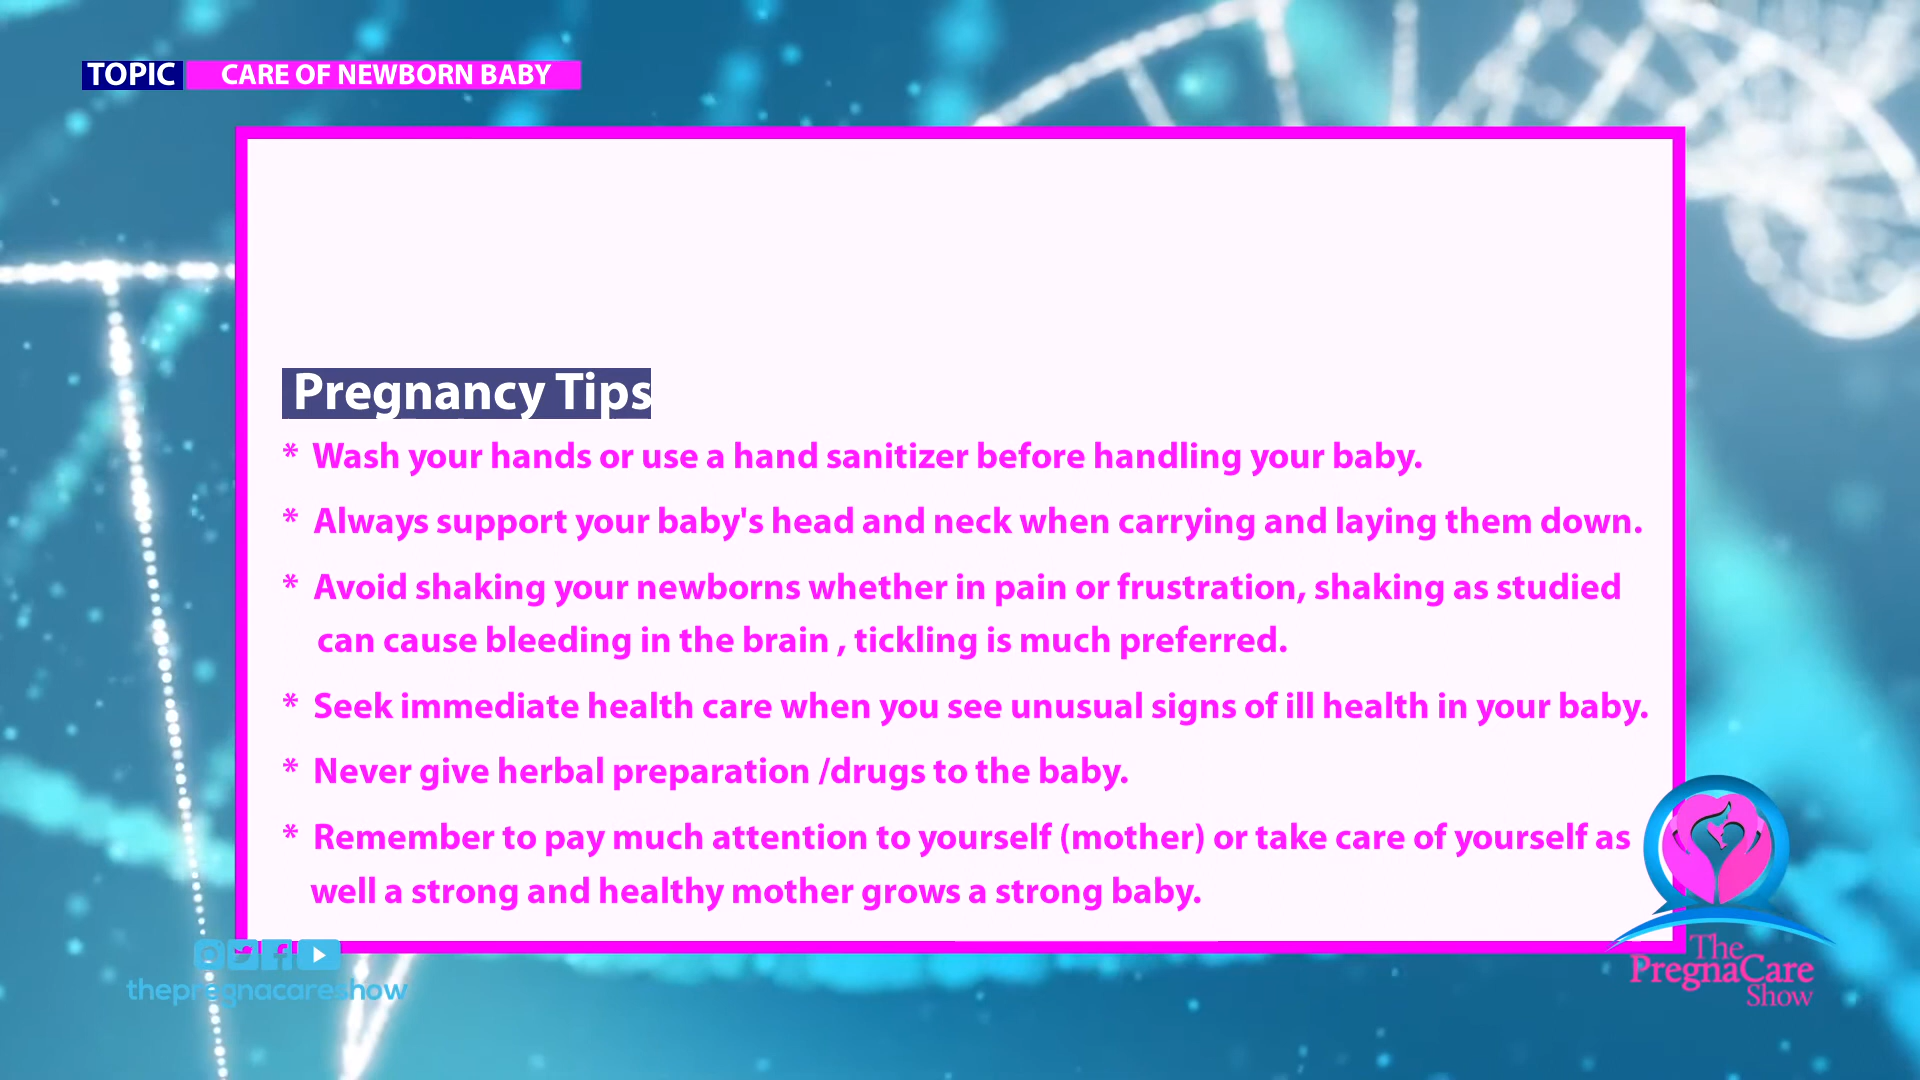 TOPIC CARE OF NEWBORN BABY
Pregnancy Tips
* Wash your hands or use a hand sanitizer before handling your baby.
* Always support your baby's head and neck when carrying and laying them down.
* Avoid shaking your newborns whether in pain or frustration, shaking as studied
can cause bleeding in the brain , tickling is much preferred.
* Seek immediate health care when you see unusual signs of ill health in your baby.
* Never give herbal preparation /drugs to the baby.
* Remember to pay much attention to yourself (mother) or take care of yourself as
well a strong and healthy mother grows a strong baby.
thepregnacareshow
The
PregnaCare
Show